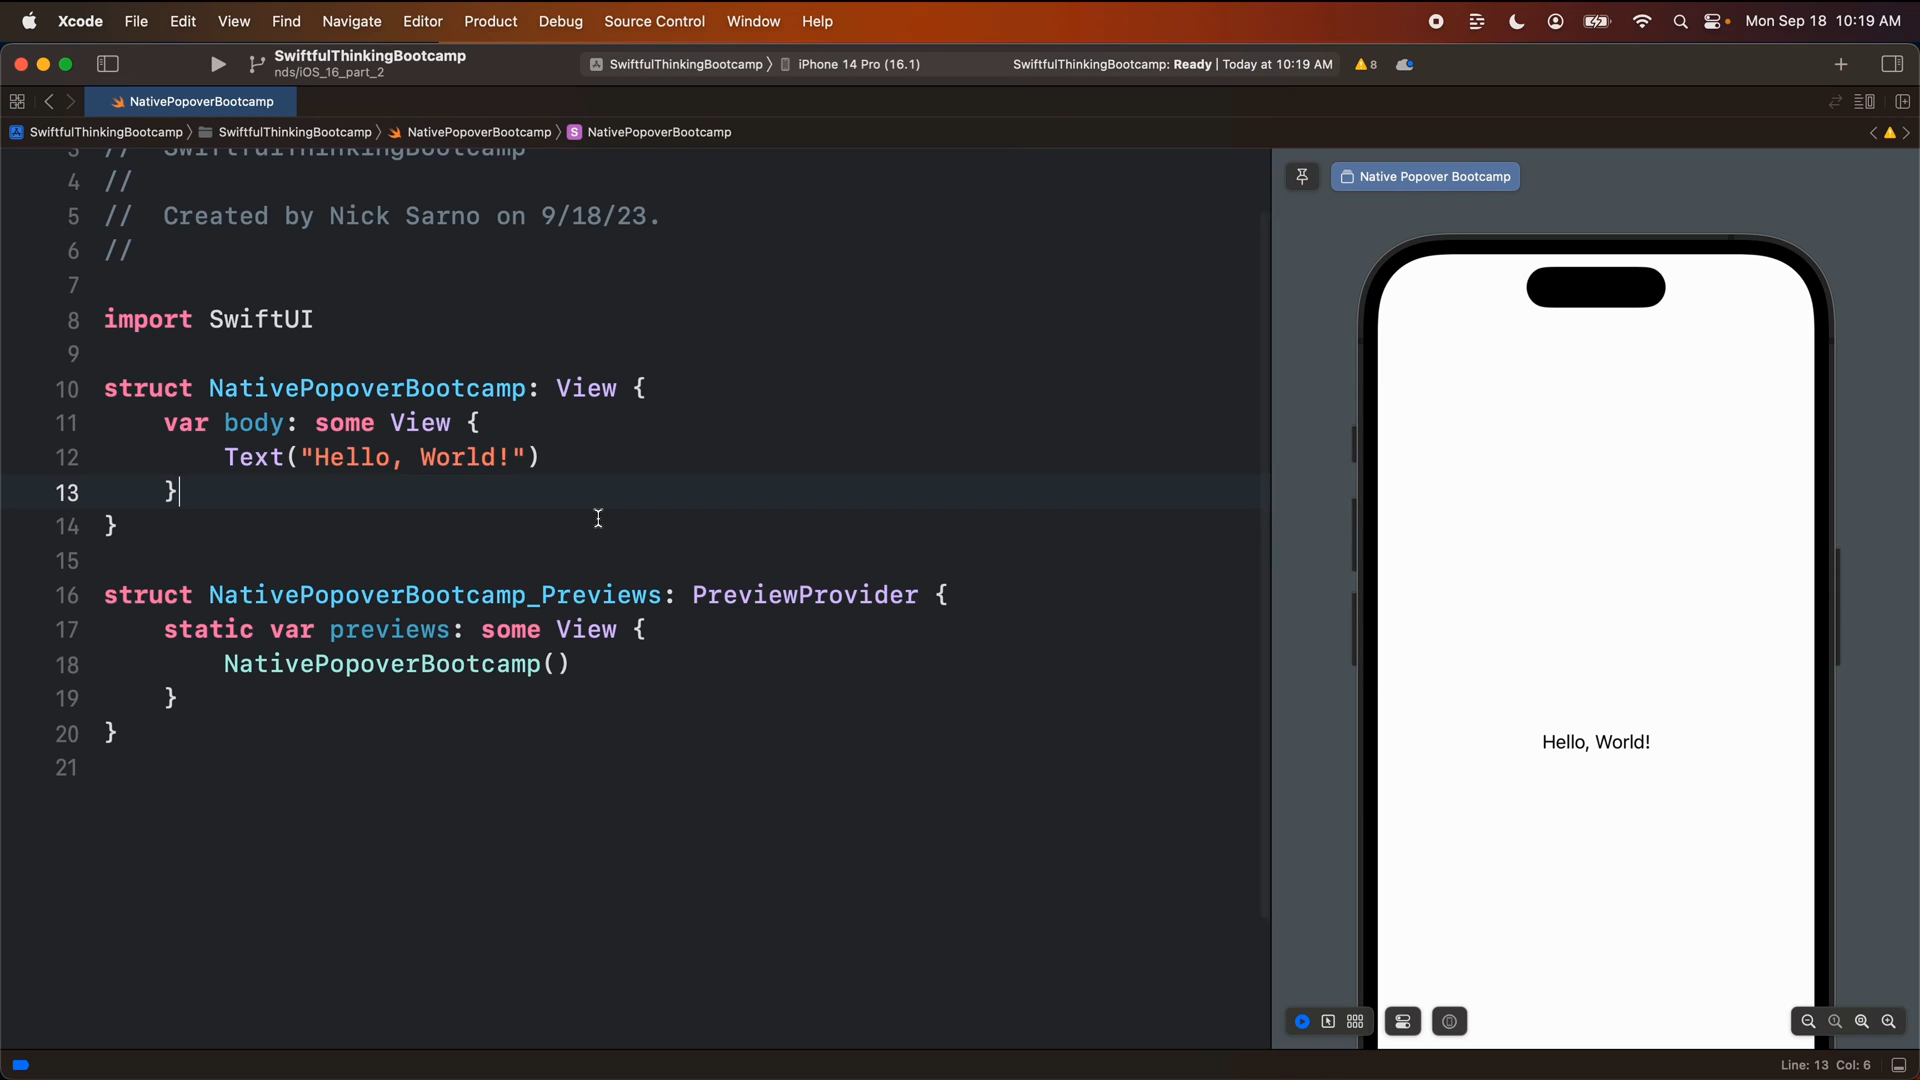 Xcode File Edit View Find Navigate Editor Product Debug Source Control Window Help Mon Sep 18 10:19 AM
SwiftfulThinkingBootcamp
nds/iOS_16_part_2
SwiftfulThinkingBootcamp 〉 iPhone 14 Pro (16.1) SwiftfulThinkingBootcamp: Ready | Today at 10:19 AM 8
NativePopoverBootcamp
SwiftfulThinkingBootcamp 〉 SwiftfulThinkingBootcamp 〉 NativePopoverBootcamp 〉 S NativePopoverBootcamp
3 // SwiftfulThinkingBootcamp
4 //
5 // Created by Nick Sarno on 9/18/23.
6 //
7
8 import SwiftUI
9
10 struct NativePopoverBootcamp: View {
11 var body: some View {
12 Text("Hello, World!")
13 }
14 }
15
16 struct NativePopoverBootcamp_Previews: PreviewProvider {
17 static var previews: some View {
18 NativePopoverBootcamp()
19 }
20 }
21
Native Popover Bootcamp
Hello, World!
Line: 13 Col: 6